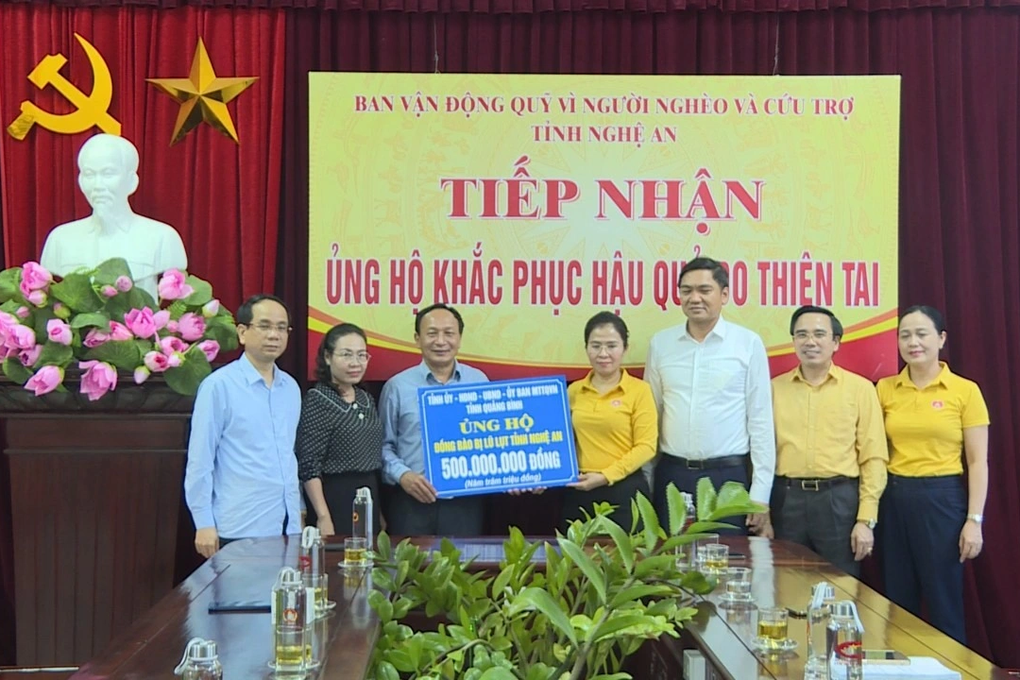 BAN VẬN ĐỘNG QUỸ VÌ NGƯỜI NGHÈO VÀ CỨU TRỢ
TỈNH NGHỆ AN
TIẾP NHẬN
ỦNG HỘ KHẮC PHỤC HẬU QUẢ DO THIÊN TAI
TỈNH ỦY - HĐND - UBND - ỦY BAN MTTQVN
TỈNH QUẢNG BÌNH
ỦNG HỘ
ĐỒNG BÀO BỊ LŨ LỤT TỈNH NGHỆ AN
500.000.000 ĐỒNG
(Năm trăm triệu đồng)